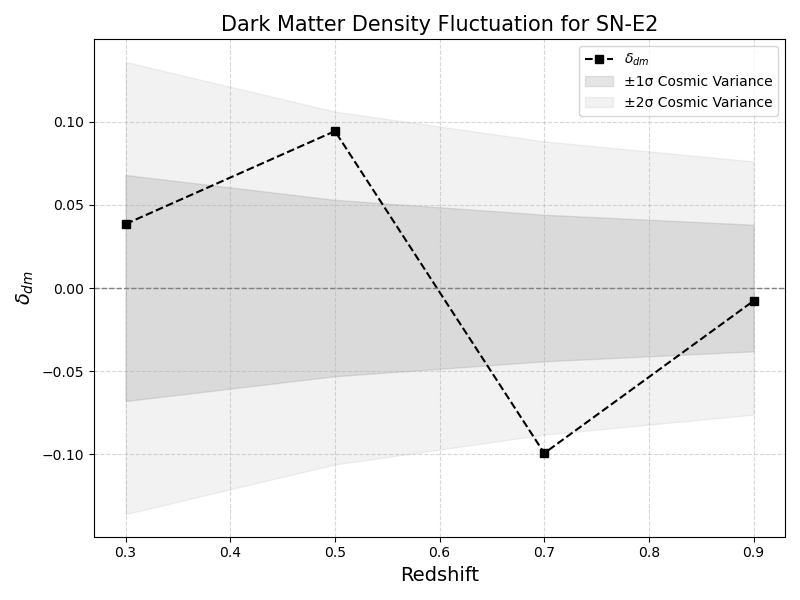 Dark Matter Density Fluctuation for SN-E2
δdm
±1σ Cosmic Variance
±2σ Cosmic Variance
0.10
0.05
0.00
−0.05
−0.10
δdm
0.3 0.4 0.5 0.6 0.7 0.8 0.9
Redshift